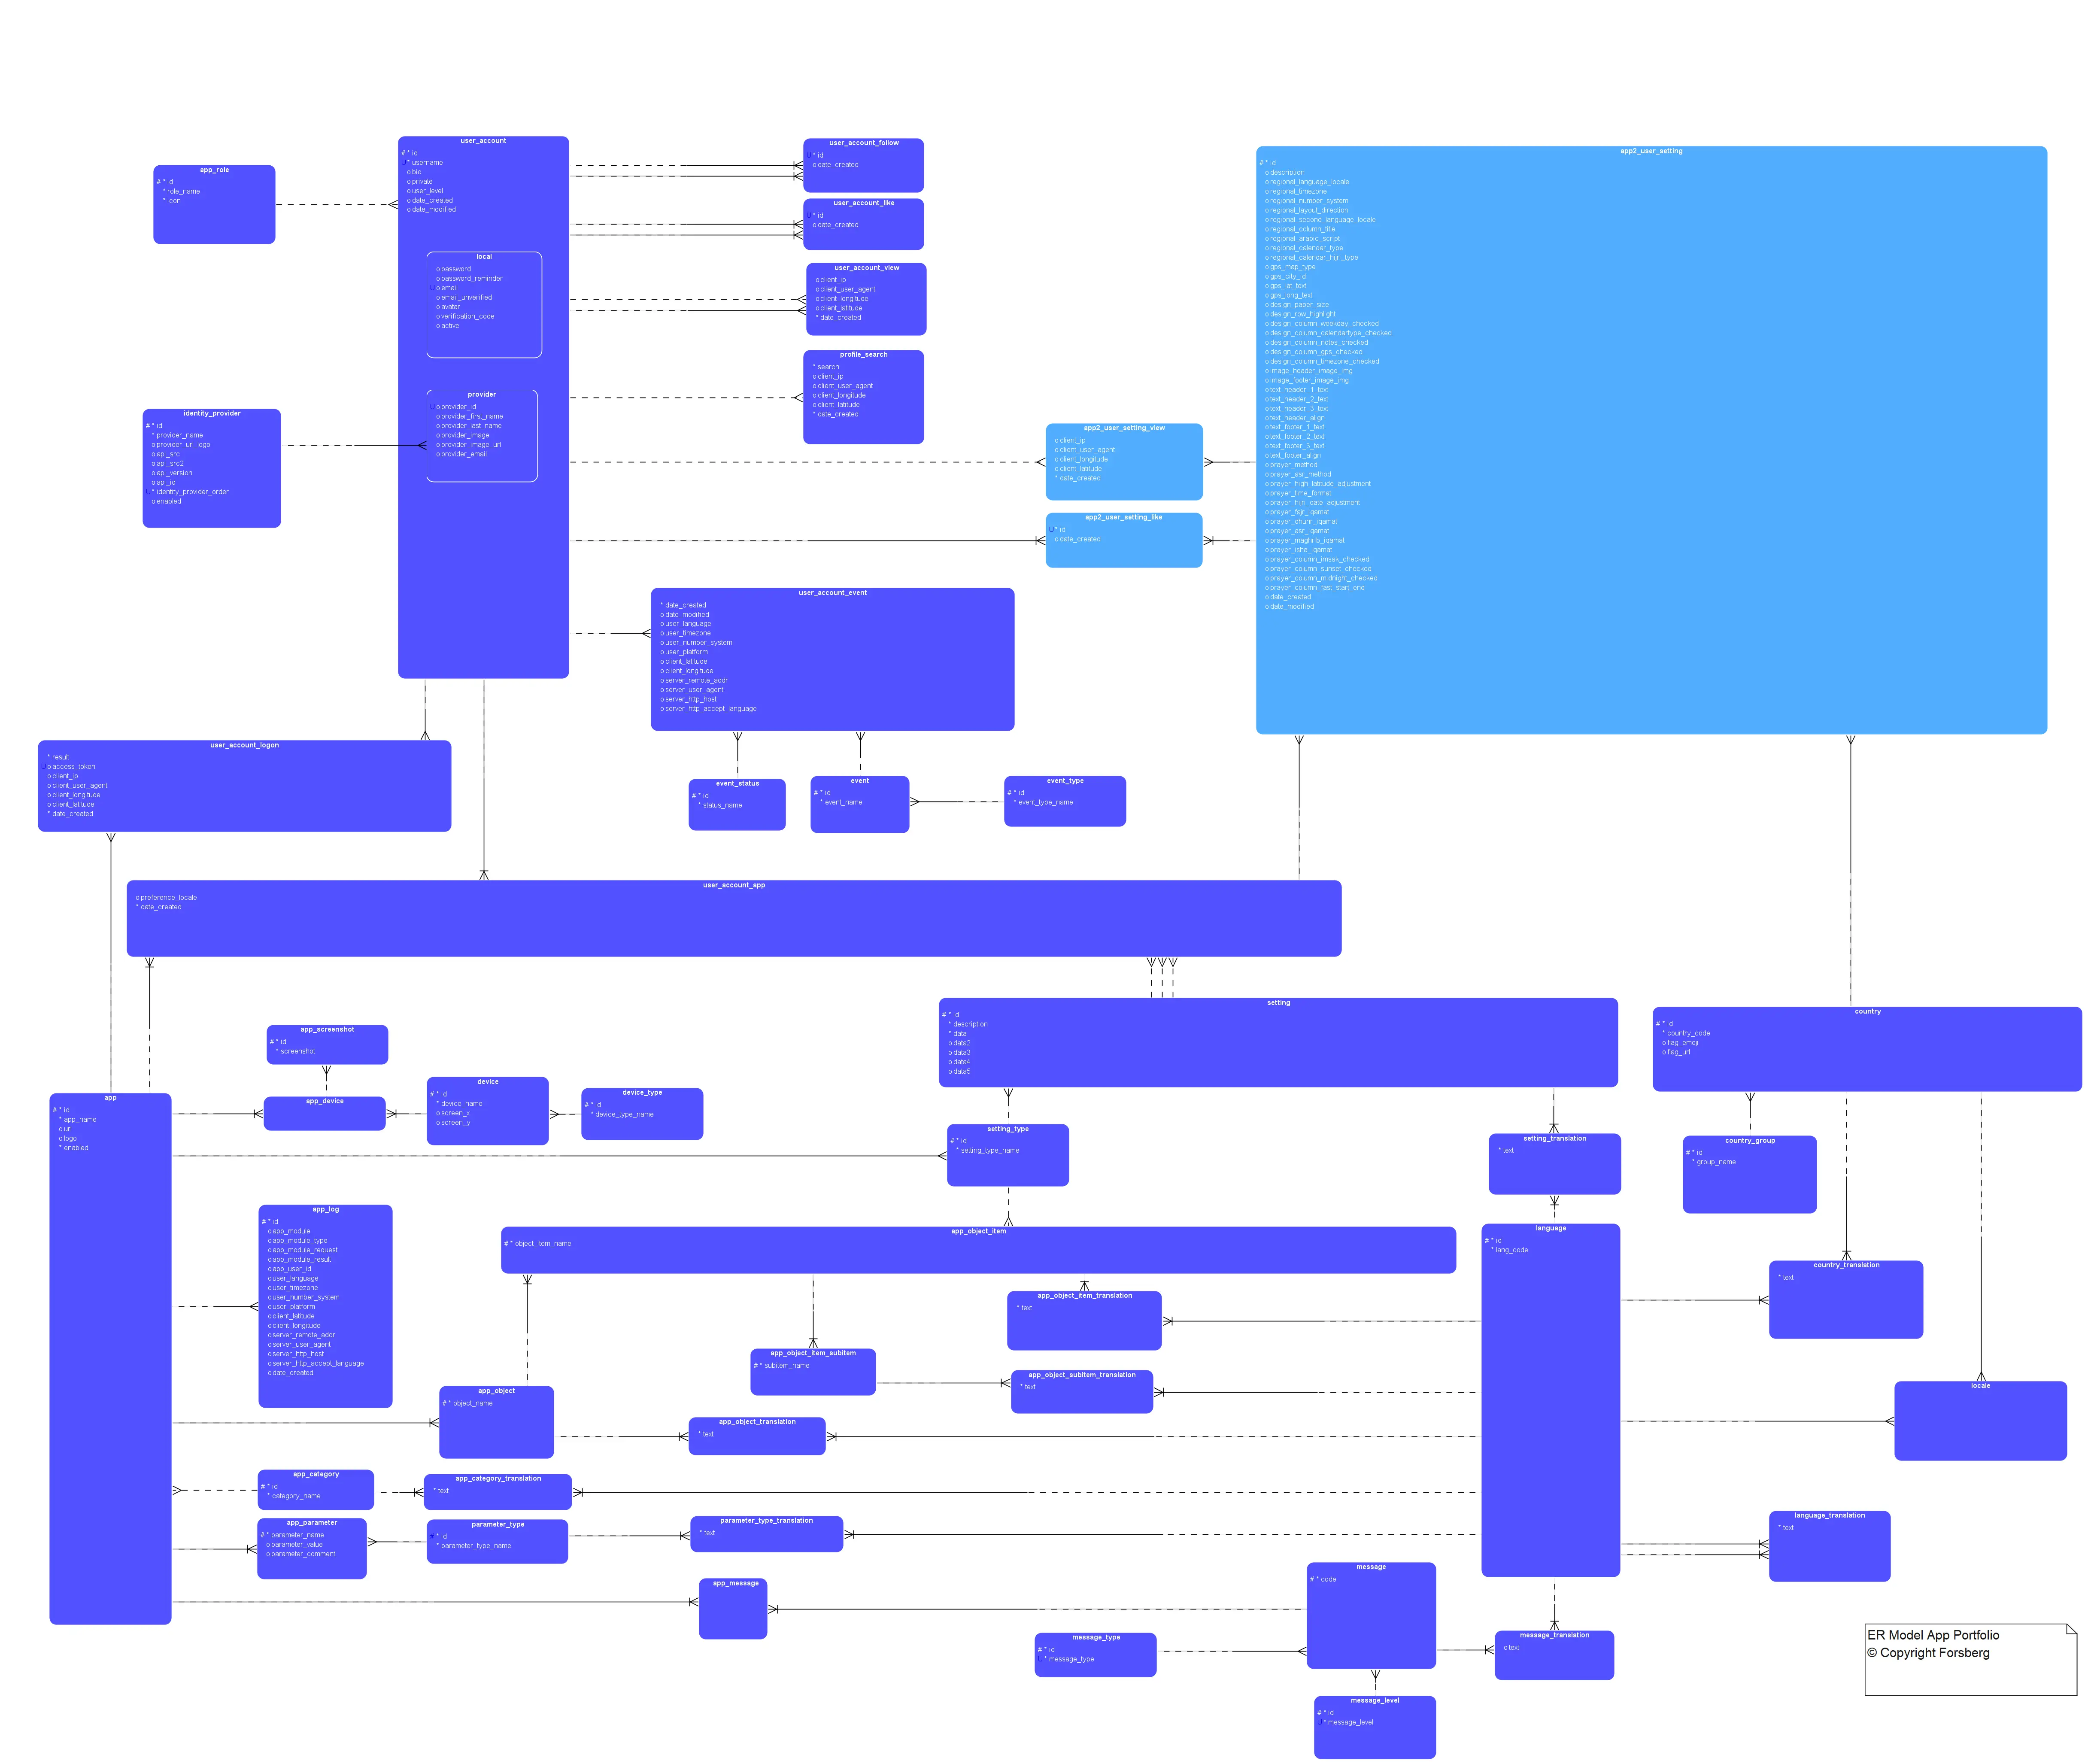 user_account
# * id
U * username
o bio
o private
o user_level
o date_created
o date_modified
local
o password
o password_reminder
U o email
o email_unverified
o avatar
o verification_code
o active
provider
U o provider_id
o provider_first_name
o provider_last_name
o provider_image
o provider_image_url
o provider_email
app_role
# * id
* role_name
* icon
identity_provider
# * id
* provider_name
o provider_url_logo
o api_src
o api_src2
o api_version
o api_id
U * identity_provider_order
o enabled
user_account_follow
U * id
o date_created
user_account_like
U * id
o date_created
user_account_view
o client_ip
o client_user_agent
o client_longitude
o client_latitude
* date_created
profile_search
* search
o client_ip
o client_user_agent
o client_longitude
o client_latitude
* date_created
app2_user_setting_view
o client_ip
o client_user_agent
o client_longitude
o client_latitude
* date_created
app2_user_setting_like
U * id
o date_created
app2_user_setting
# * id
o description
o regional_language_locale
o regional_timezone
o regional_number_system
o regional_layout_direction
o regional_second_language_locale
o regional_column_title
o regional_arabic_script
o regional_calendar_type
o regional_calendar_hijri_type
o gps_map_type
o gps_city_id
o gps_lat_text
o gps_long_text
o design_paper_size
o design_row_highlight
o design_column_weekday_checked
o design_column_calendartype_checked
o design_column_notes_checked
o design_column_gps_checked
o design_column_timezone_checked
o image_header_image_img
o image_footer_image_img
o text_header_1_text
o text_header_2_text
o text_header_3_text
o text_header_align
o text_footer_1_text
o text_footer_2_text
o text_footer_3_text
o text_footer_align
o prayer_method
o prayer_asr_method
o prayer_high_latitude_adjustment
o prayer_time_format
o prayer_hijri_date_adjustment
o prayer_fajr_iqamat
o prayer_dhuhr_iqamat
o prayer_asr_iqamat
o prayer_maghrib_iqamat
o prayer_isha_iqamat
o prayer_column_imsak_checked
o prayer_column_sunset_checked
o prayer_column_midnight_checked
o prayer_column_fast_start_end
o date_created
o date_modified
user_account_event
* date_created
o date_modified
o user_language
o user_timezone
o user_number_system
o user_platform
o client_latitude
o client_longitude
o server_remote_addr
o server_user_agent
o server_http_host
o server_http_accept_language
user_account_logon
* result
U o access_token
o client_ip
o client_user_agent
o client_longitude
o client_latitude
* date_created
event_status
# * id
* status_name
event
# * id
* event_name
event_type
# * id
* event_type_name
user_account_app
o preference_locale
* date_created
setting
# * id
* description
* data
o data2
o data3
o data4
o data5
country
# * id
* country_code
o flag_emoji
o flag_url
app_screenshot
# * id
* screenshot
app_device
device
# * id
* device_name
o screen_x
o screen_y
device_type
# * id
* device_type_name
app
# * id
* app_name
o url
o logo
* enabled
setting_type
# * id
* setting_type_name
setting_translation
* text
country_group
# * id
* group_name
app_log
# * id
o app_module
o app_module_type
o app_module_request
o app_module_result
o app_user_id
o user_language
o user_timezone
o user_number_system
o user_platform
o client_latitude
o client_longitude
o server_remote_addr
o server_user_agent
o server_http_host
o server_http_accept_language
o date_created
app_object_item
# * object_item_name
language
# * id
* lang_code
country_translation
* text
app_object_item_translation
* text
app_object_item_subitem
# * subitem_name
app_object_subitem_translation
* text
locale
app_object
# * object_name
app_object_translation
* text
app_category
# * id
* category_name
app_category_translation
* text
app_parameter
# * parameter_name
o parameter_value
o parameter_comment
parameter_type
# * id
* parameter_type_name
parameter_type_translation
* text
language_translation
* text
app_message
message
# * code
message_type
# * id
U * message_type
message_translation
o text
message_level
# * id
U * message_level
ER Model App Portfolio
© Copyright Forsberg